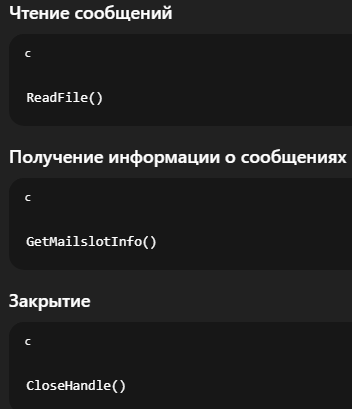 Чтение сообщений
c
ReadFile()
Получение информации о сообщениях
c
GetMailslotInfo()
Закрытие
c
CloseHandle()